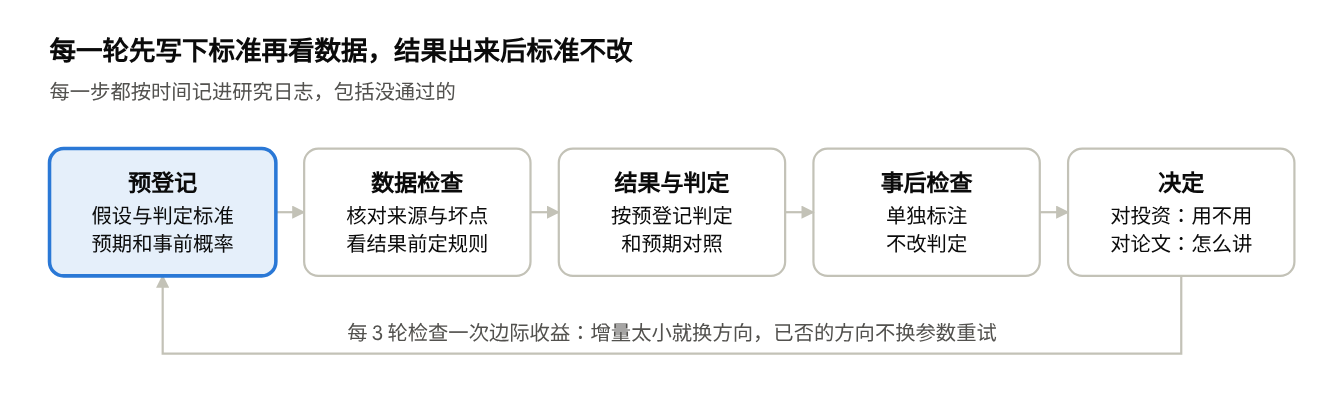 每一轮先写下标准再看数据，结果出来后标准不改
每一步都按时间记进研究日志，包括没通过的
预登记
假设与判定标准
预期和事前概率
数据检查
核对来源与坏点
看结果前定规则
结果与判定
按预登记判定
和预期对照
事后检查
单独标注
不改判定
决定
对投资：用不用
对论文：怎么讲
每 3 轮检查一次边际收益：增量太小就换方向，已否的方向不换参数重试